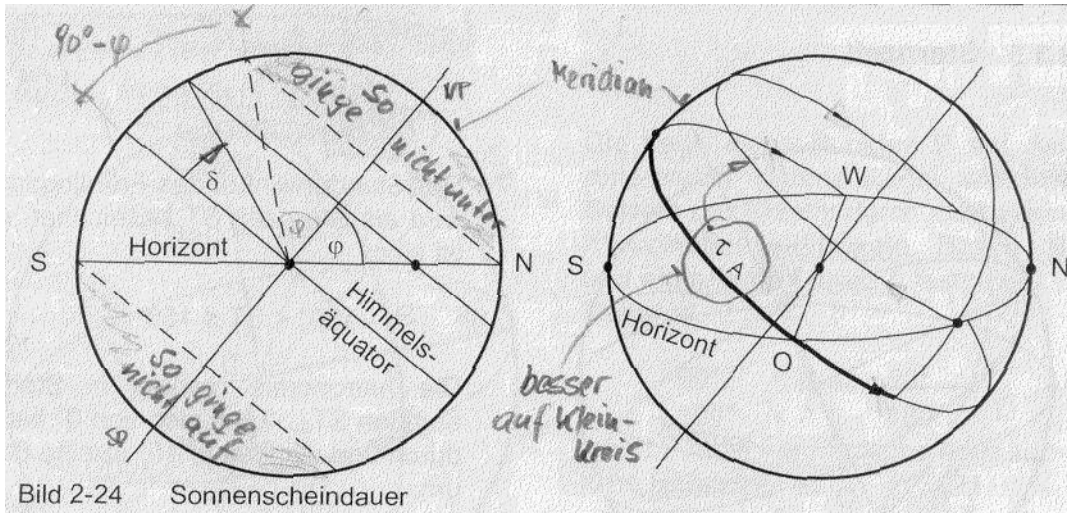 90°-φ
so
ginge
nicht unter
NP
Meridian
δ
φ
φ
S
Horizont
N
Himmels-
äquator
so ginge
nicht auf
W
S
τ
A
N
Horizont
O
besser
auf Klein-
kreis
Bild 2-24 Sonnenscheindauer